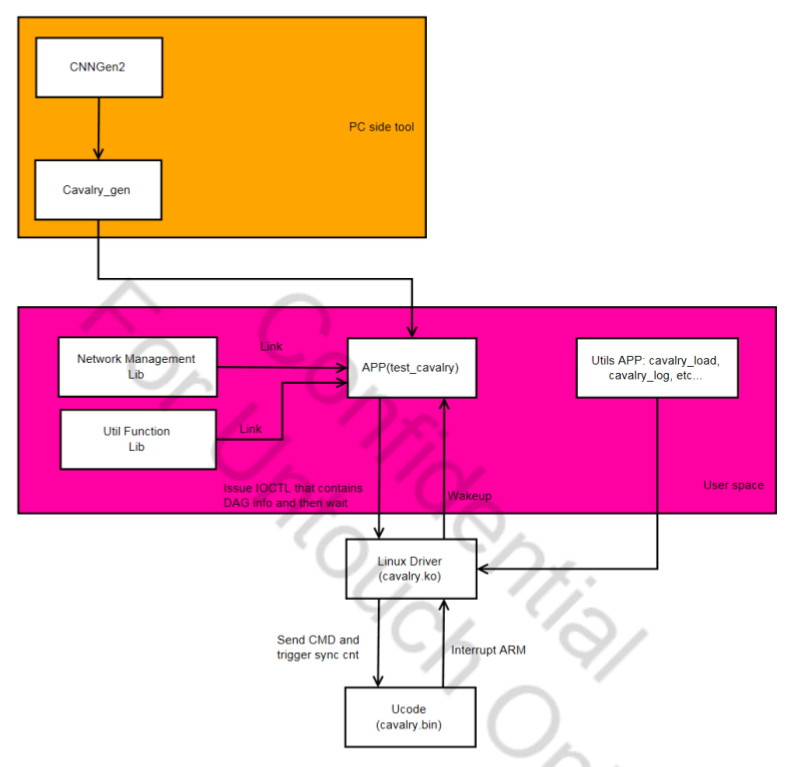 CNNGen2
PC side tool
Cavalry_gen
Network Management
Lib
Link
APP(test_cavalry)
Utils APP: cavalry_load,
cavalry_log, etc...
Util Function
Lib
Link
Issue IOCTL that contains
DAG info and then wait
Wakeup
User space
Linux Driver
(cavalry.ko)
Send CMD and
trigger sync cnt
Interrupt ARM
Ucode
(cavalry.bin)
Confidential
For Untouch